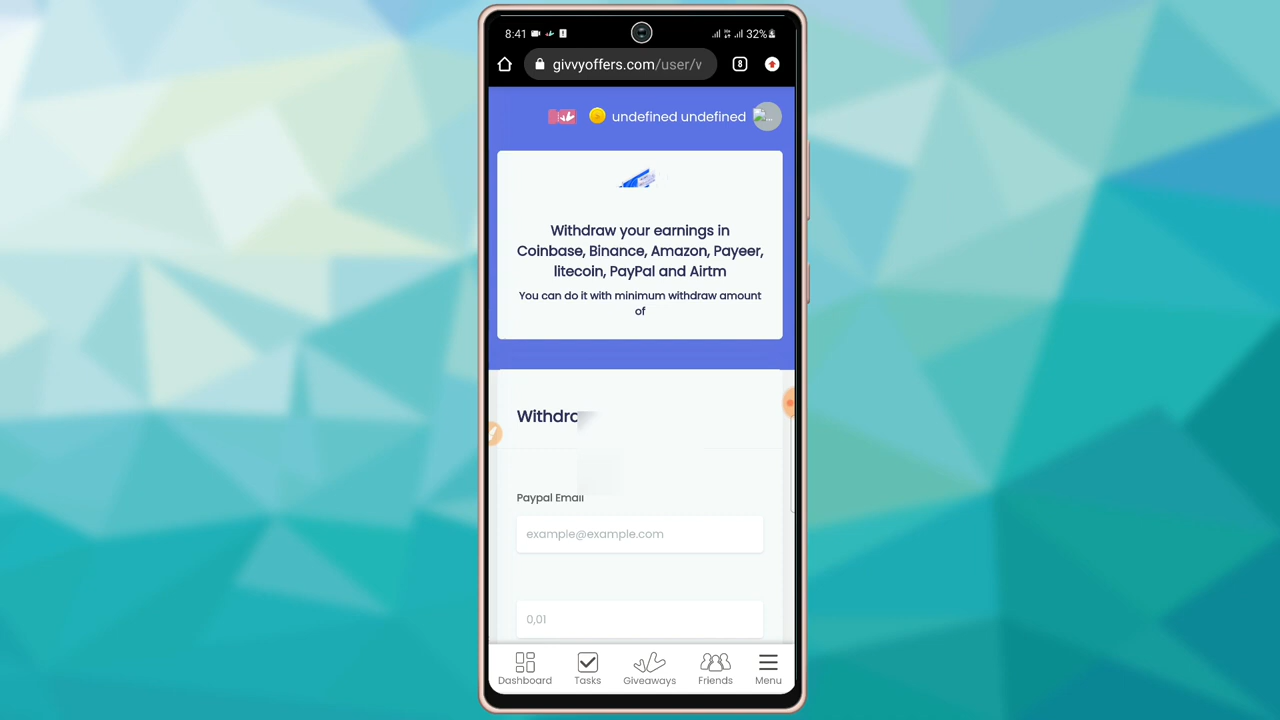 8:41
32%
givvyoffers.com/user/v
8
undefined undefined
Withdraw your earnings in
Coinbase, Binance, Amazon, Payeer,
litecoin, PayPal and Airtm
You can do it with minimum withdraw amount
of
Paypal Email
example@example.com
0,01
Dashboard
Tasks
Giveaways
Friends
Menu